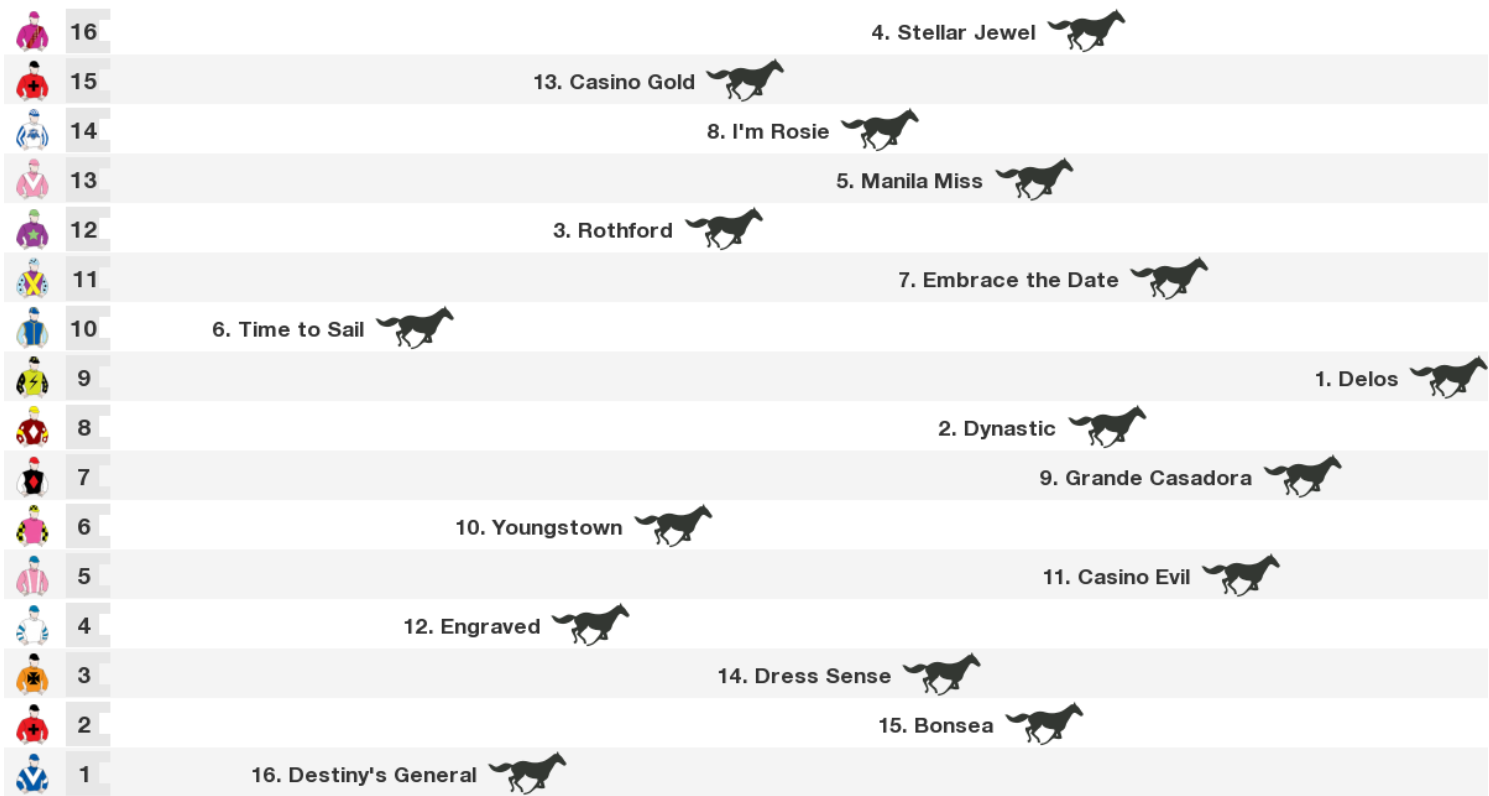 16 4. Stellar Jewel
15 13. Casino Gold
14 8. I'm Rosie
13 5. Manila Miss
12 3. Rothford
11 7. Embrace the Date
10 6. Time to Sail
9 1. Delos
8 2. Dynastic
7 9. Grande Casadora
6 10. Youngstown
5 11. Casino Evil
4 12. Engraved
3 14. Dress Sense
2 15. Bonsea
1 16. Destiny's General